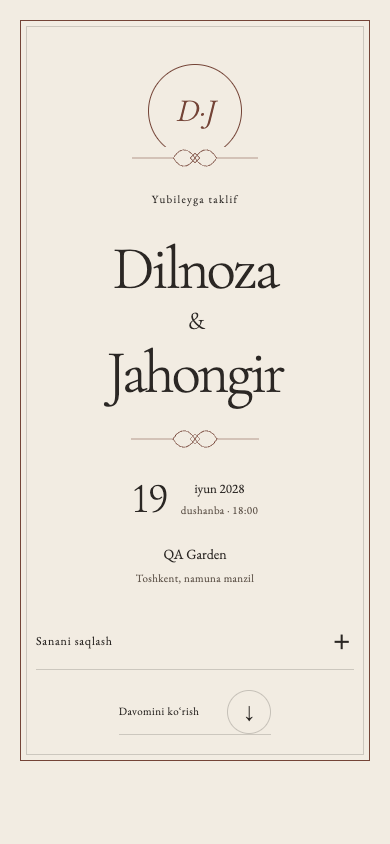 D·J
Yubileyga taklif
Dilnoza
&
Jahongir
19
iyun 2028
dushanba · 18:00
QA Garden
Toshkent, namuna manzil
Sanani saqlash
+
Davomini ko‘rish
↓